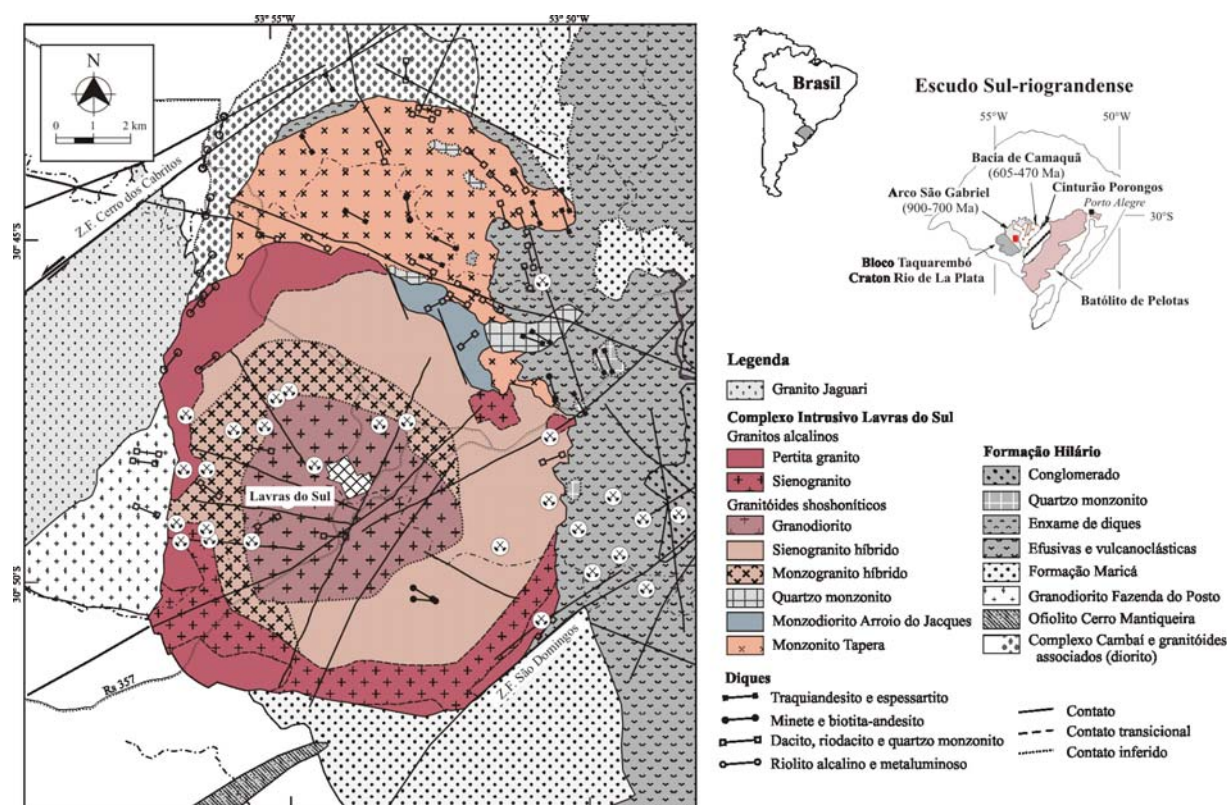 53° 55'W
53° 50'W
N
0 1 2 km
Z.F. Cerro dos Cabritos
30° 45'S
Lavras do Sul
30° 50'S
Z.F. São Domingos
Rs 357
Brasil
Escudo Sul-riograndense
55°W
50°W
Bacia de Camaquã
(605-470 Ma)
Arco São Gabriel
(900-700 Ma)
Cinturão Porongos
Porto Alegre
30°S
Bloco Taquarembó
Craton Rio de La Plata
Batólito de Pelotas
Legenda
Granito Jaguari
Complexo Intrusivo Lavras do Sul
Granitos alcalinos
Pertita granito
Sienogranito
Granitóides shoshoníticos
Granodiorito
Sienogranito híbrido
Monzogranito híbrido
Quartzo monzonito
Monzodiorito Arroio do Jacques
Monzonito Tapera
Formação Hilário
Conglomerado
Quartzo monzonito
Enxame de diques
Efusivas e vulcanoclásticas
Formação Maricá
Granodiorito Fazenda do Posto
Ofiolito Cerro Mantiqueira
Complexo Cambaí e granitóides
associados (diorito)
Diques
Traquiandesito e espessartito
Minete e biotita-andesito
Dacito, riodacito e quartzo monzonito
Riolito alcalino e metaluminoso
Contato
Contato transicional
Contato inferido